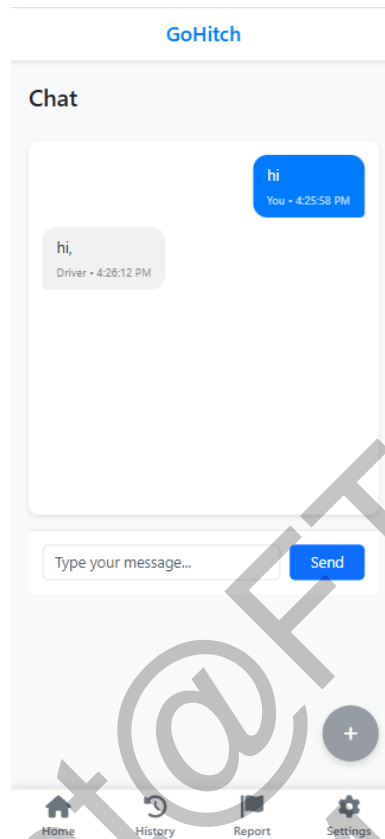 GoHitch
Chat
hi
You • 4:25:58 PM
hi,
Driver • 4:26:12 PM
Type your message...
Send
+
Home
History
Report
Settings